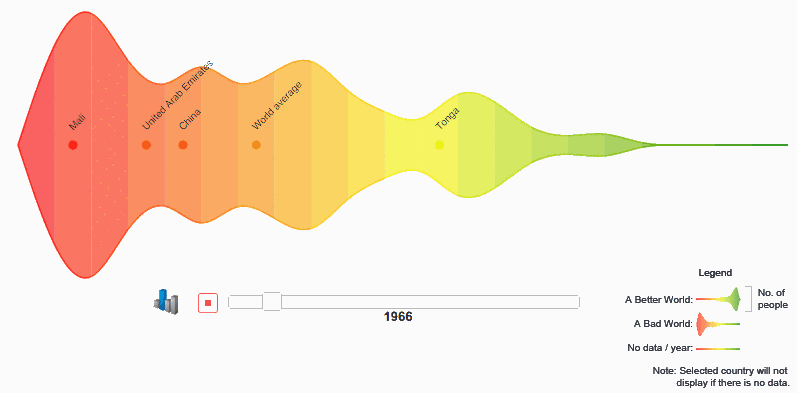 Mali
United Arab Emirates
China
World average
Tonga
1966
Legend
A Better World:
No. of
people
A Bad World:
No data / year:
Note: Selected country will not
display if there is no data.